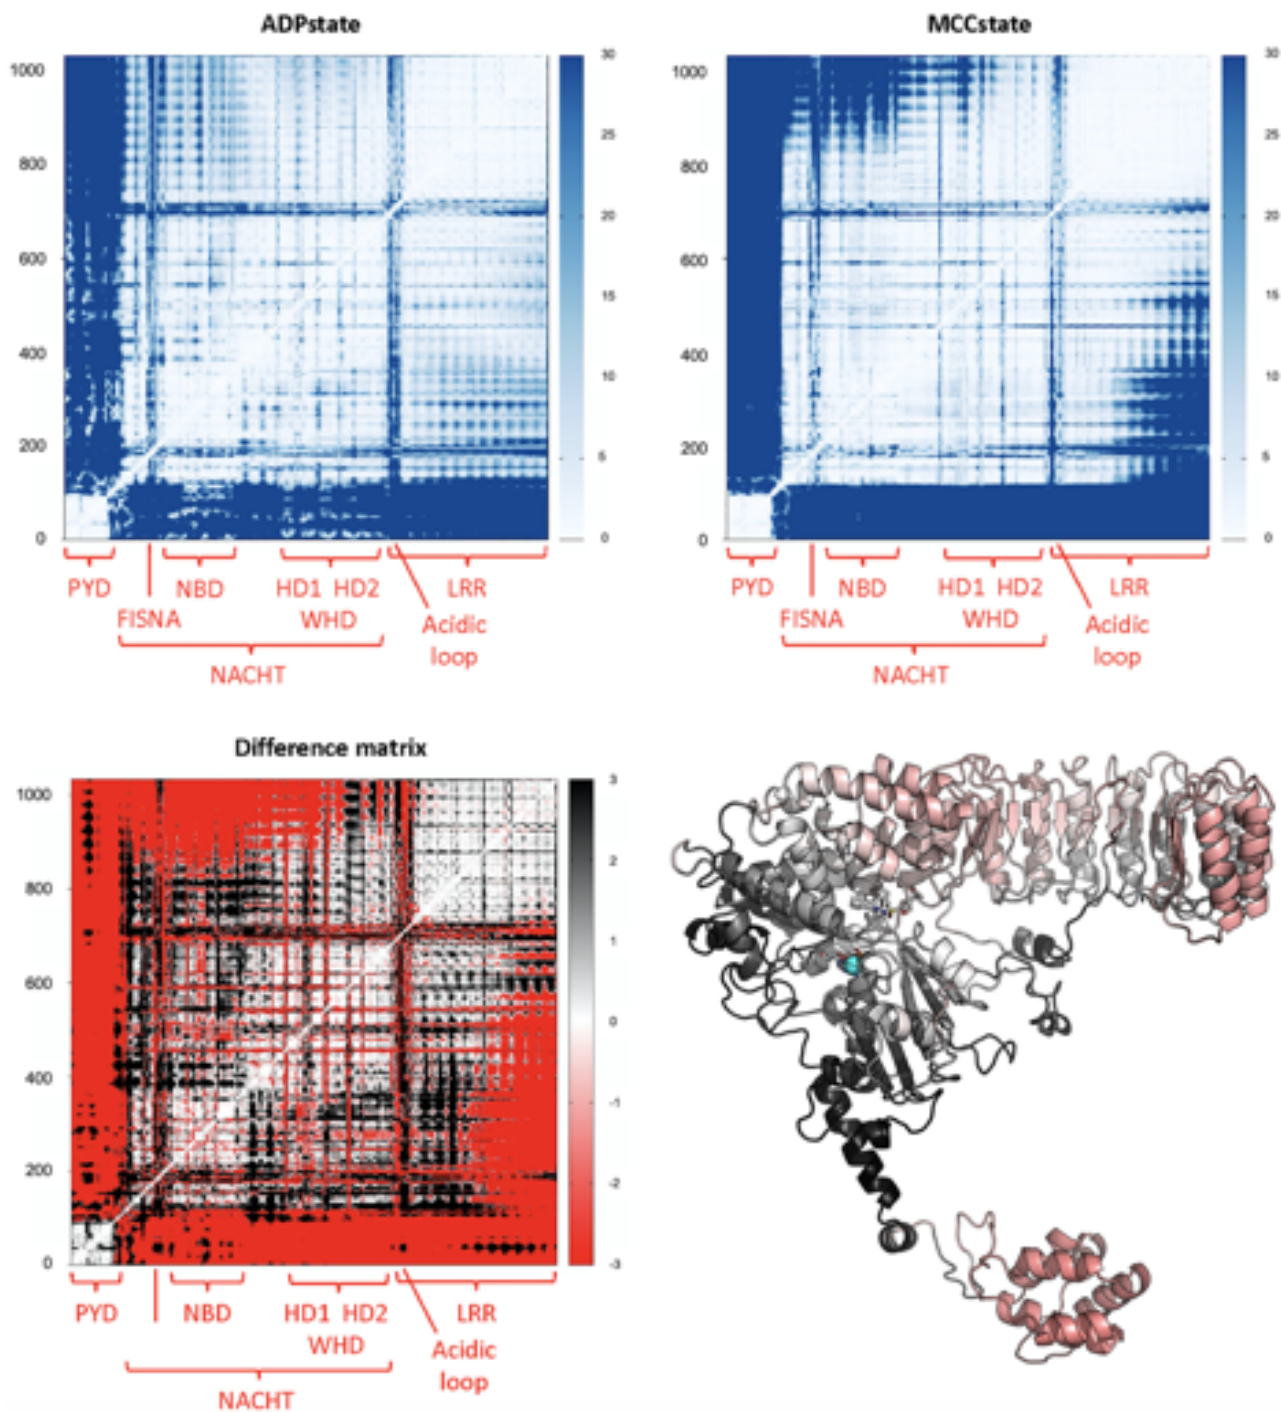 ADPstate
MCCstate
1000
800
600
400
200
0
30
25
20
15
10
5
0
1000
800
600
400
200
0
30
25
20
15
10
5
0
PYD
NBD
HD1 HD2
LRR
FISNA
WHD
Acidic
loop
NACHT
PYD
NBD
HD1 HD2
LRR
FISNA
WHD
Acidic
loop
NACHT
Difference matrix
1000
800
600
400
200
0
3
2
1
0
-1
-2
-3
PYD
NBD
HD1 HD2
LRR
WHD
Acidic
loop
NACHT